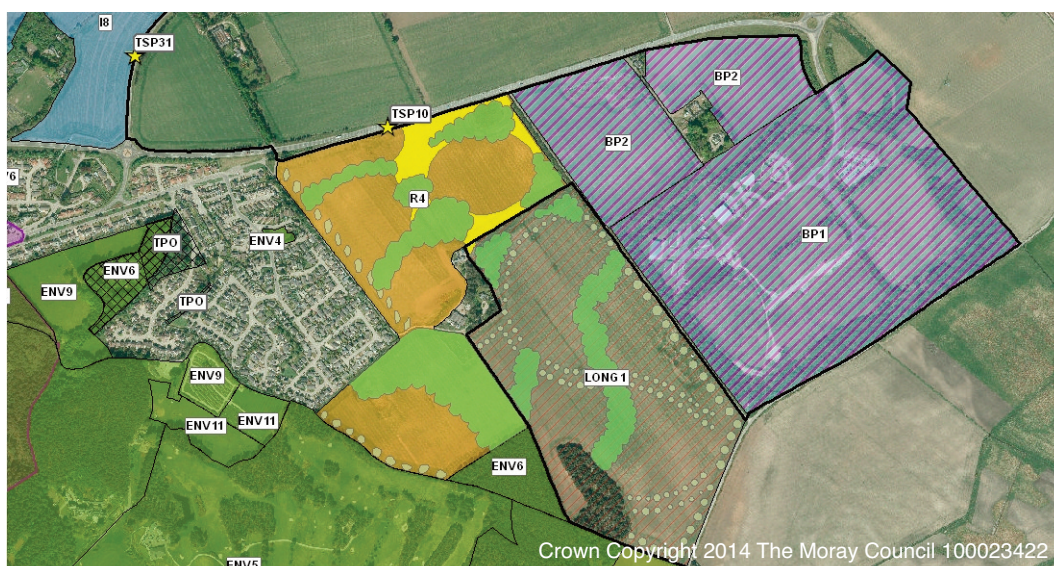 I8
TSP31
TSP10
BP2
BP2
R4
TPO
ENV4
BP1
ENV6
ENV9
TPO
ENV9
LONG 1
ENV11
ENV11
ENV6
ENV5
Crown Copyright 2014 The Moray Council 100023422